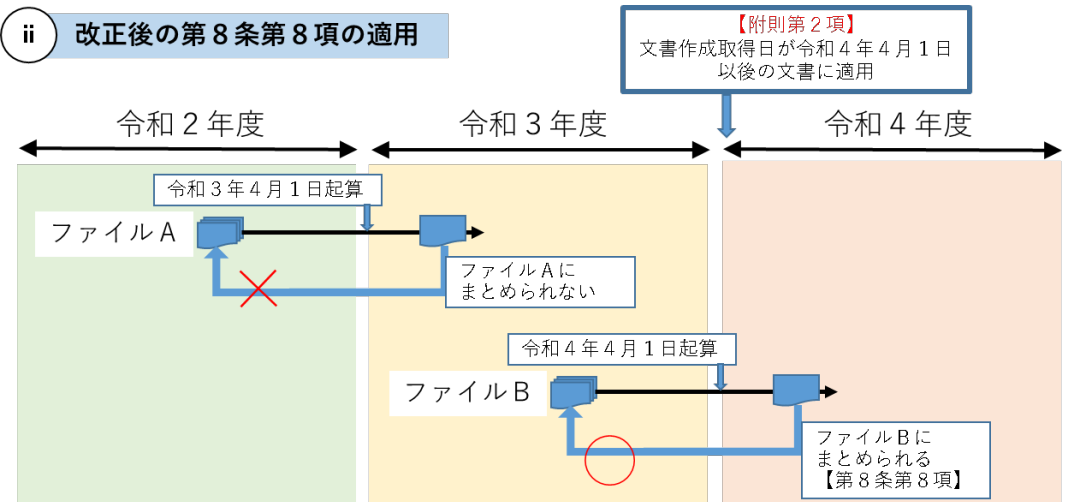 ⅱ 改正後の第８条第８項の適用
【附則第２項】
文書作成取得日が令和４年４月１日
以後の文書に適用
令和２年度
令和３年度
令和４年度
令和３年４月１日起算
ファイルＡ
ファイルＡに
まとめられない
令和４年４月１日起算
ファイルＢ
ファイルＢに
まとめられる
【第８条第８項】